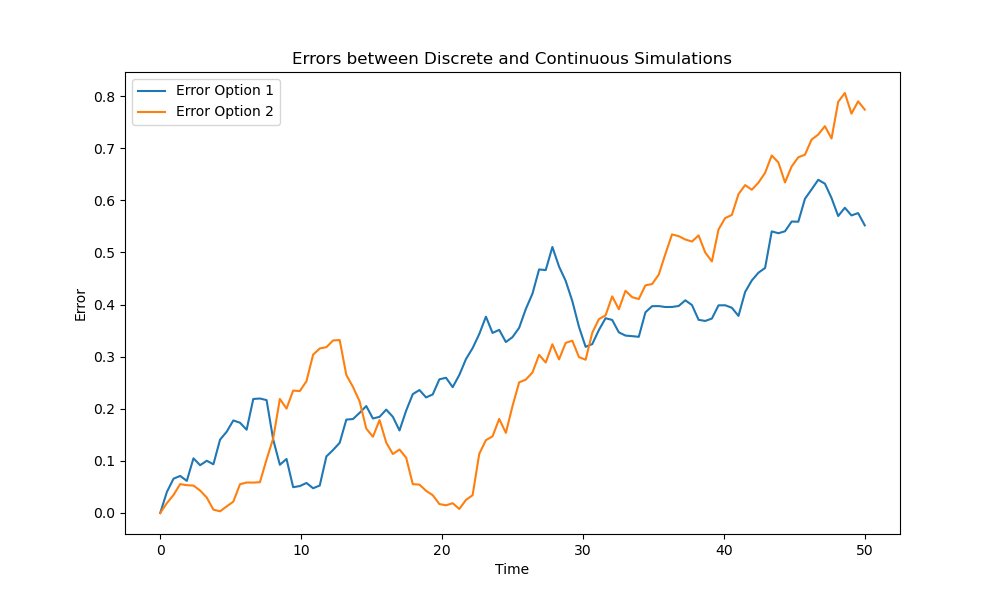 Errors between Discrete and Continuous Simulations
Error Option 1
Error Option 2
Error
0.8
0.7
0.6
0.5
0.4
0.3
0.2
0.1
0.0
0 10 20 30 40 50
Time